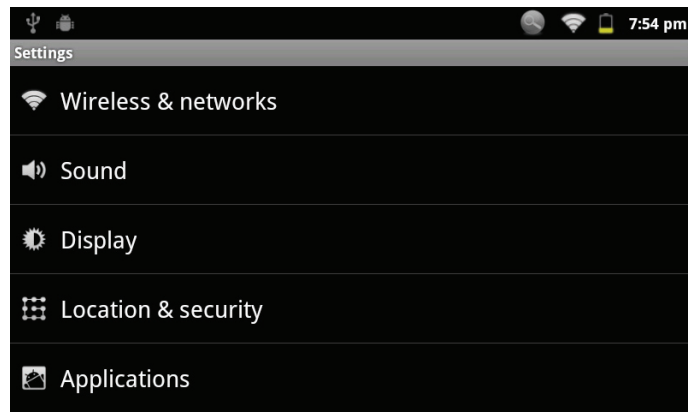 7:54 pm
Settings
Wireless & networks
Sound
Display
Location & security
Applications